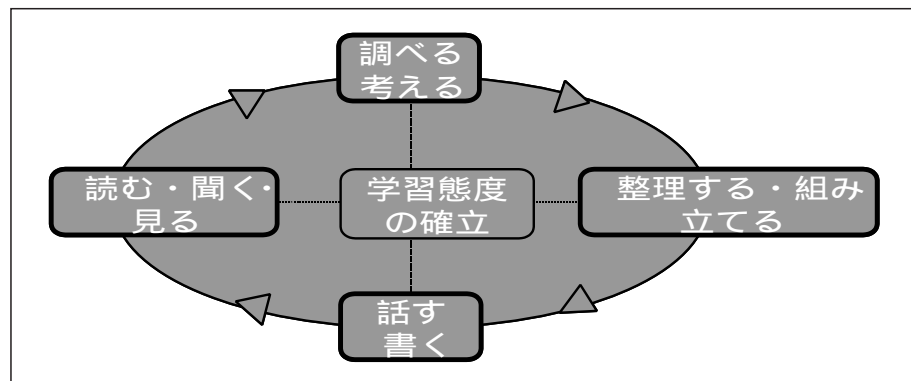 調べる
考える
読む・聞く・
見る
学習態度
の確立
整理する・組み
立てる
話す
書く